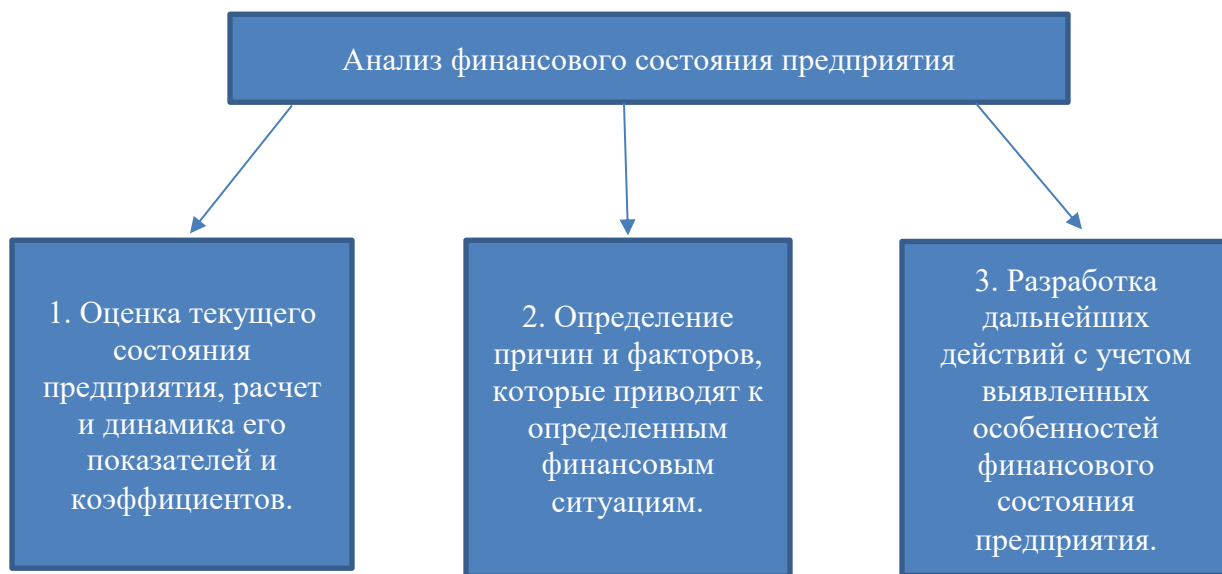 Анализ финансового состояния предприятия
1. Оценка текущего
состояния
предприятия, расчет
и динамика его
показателей и
коэффициентов.
2. Определение
причин и факторов,
которые приводят к
определенным
финансовым
ситуациям.
3. Разработка
дальнейших
действий с учетом
выявленных
особенностей
финансового
состояния
предприятия.